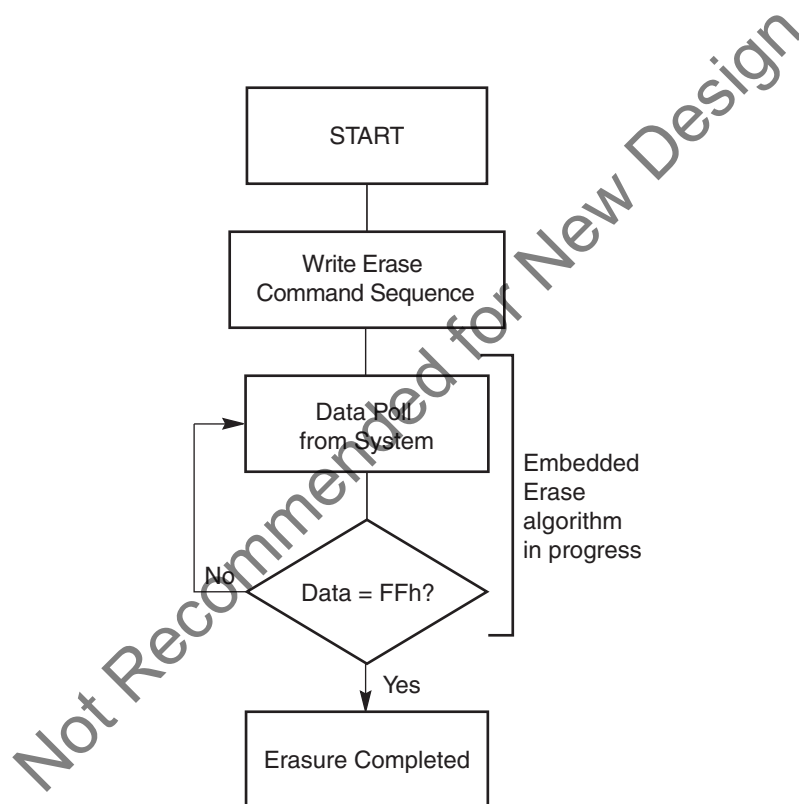 START
Write Erase
Command Sequence
Data Poll
from System
Embedded
Erase
algorithm
in progress
No
Data = FFh?
Yes
Erasure Completed
Not Recommended for New Design